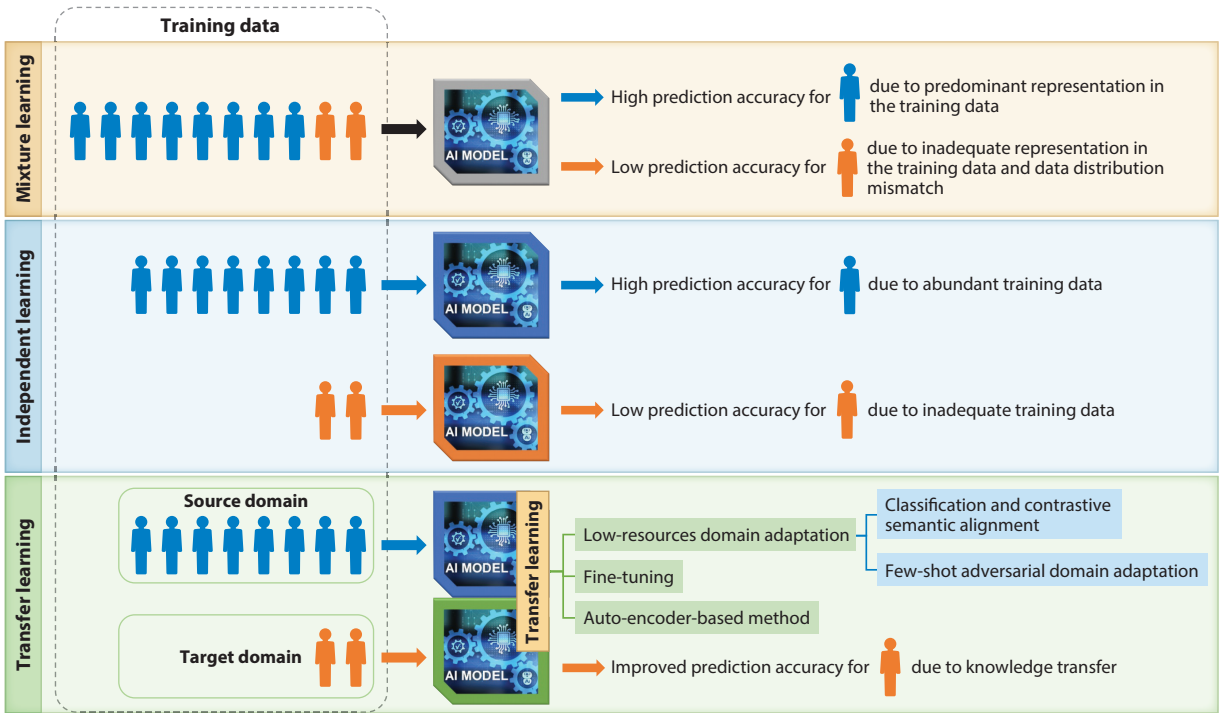 Training data
Mixture learning
AI MODEL
High prediction accuracy for
due to predominant representation in
the training data
Low prediction accuracy for
due to inadequate representation in
the training data and data distribution
mismatch
Independent learning
AI MODEL
High prediction accuracy for
due to abundant training data
AI MODEL
Low prediction accuracy for
due to inadequate training data
Transfer learning
Source domain
AI MODEL
Transfer learning
Low-resources domain adaptation
Classification and contrastive
semantic alignment
Few-shot adversarial domain adaptation
Fine-tuning
Auto-encoder-based method
Target domain
AI MODEL
Improved prediction accuracy for
due to knowledge transfer